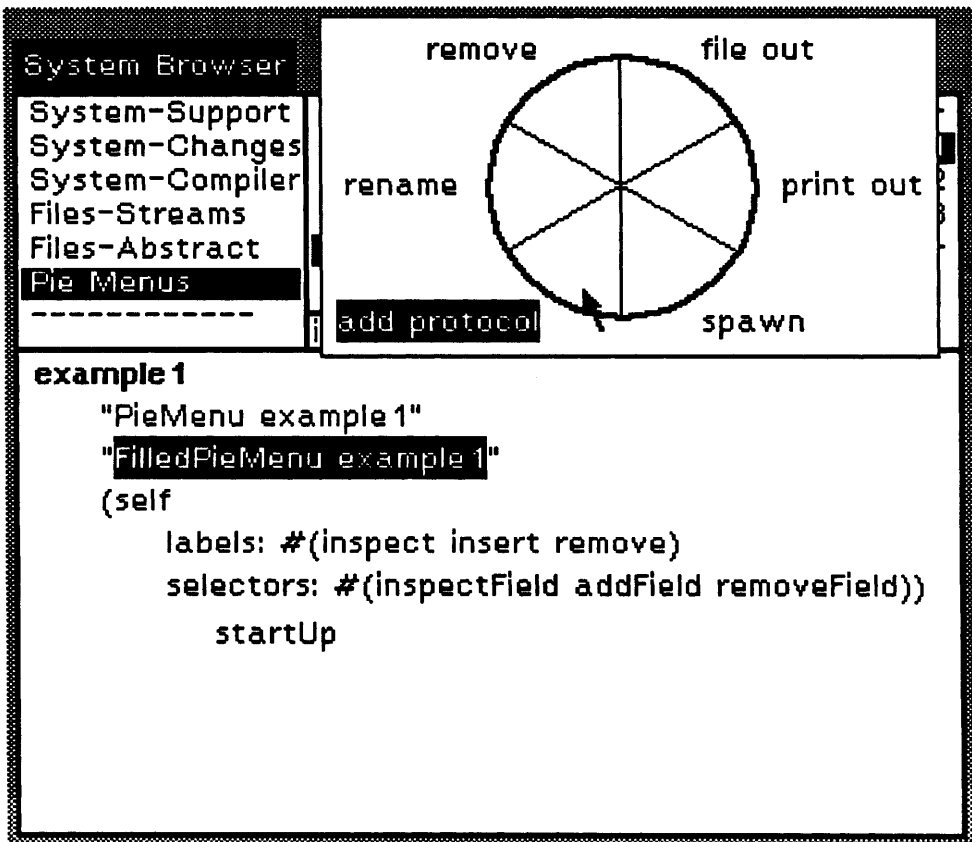 System Browser
System-Support
System-Changes
System-Compiler
Files-Streams
Files-Abstract
Pie Menus
-------------
remove
file out
rename
print out
add protocol
spawn
example1
"PieMenu example1"
"FilledPieMenu example1"
(self
labels: #(inspect insert remove)
selectors: #(inspectField addField removeField))
startUp